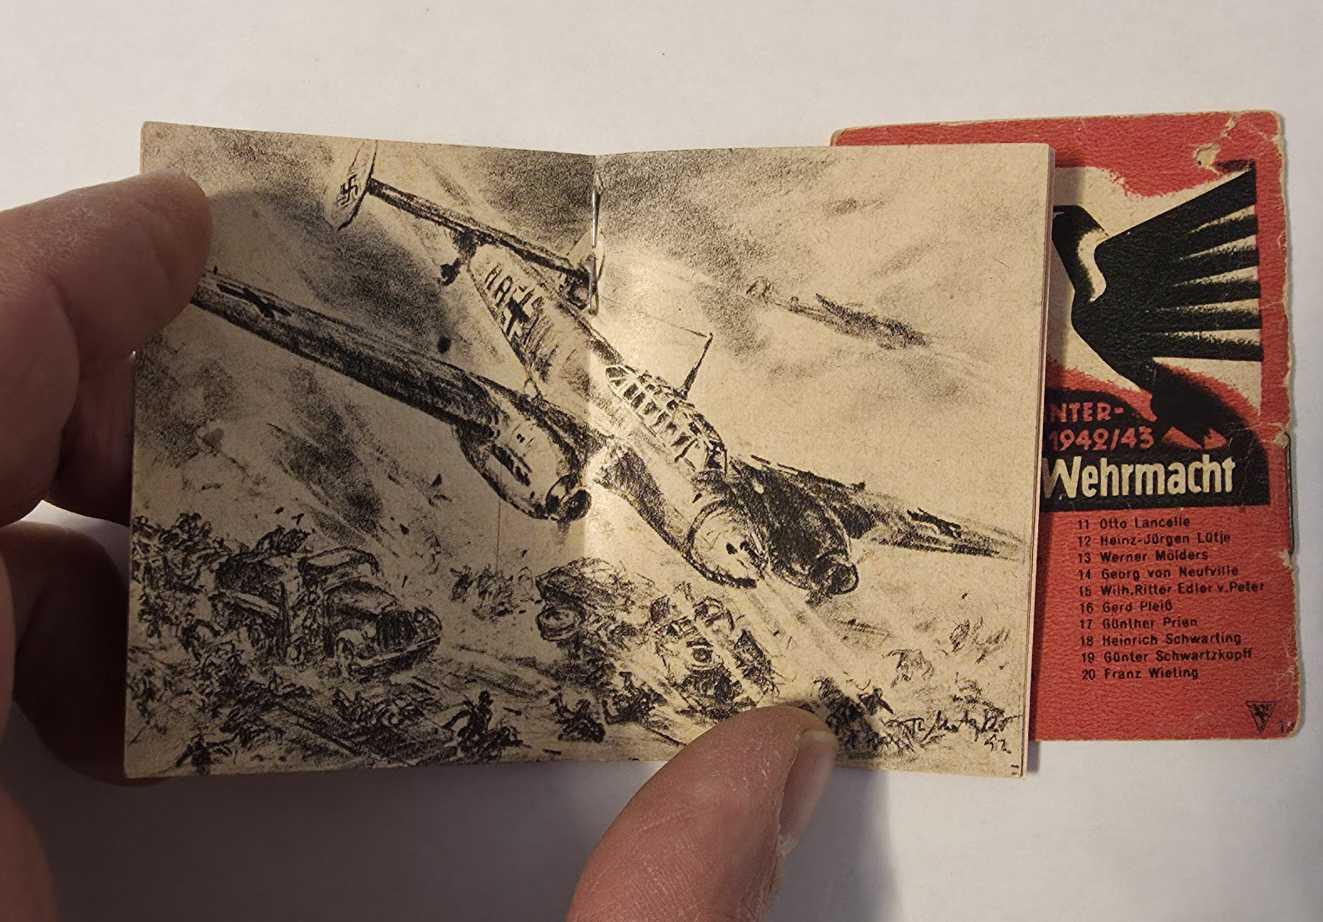 NTER-
1942/43
Wehrmacht
11 Otto Lancelle
12 Heinz-Jürgen Lütje
13 Werner Mölders
14 Georg von Neufville
15 Wilh.Ritter Edler v.Peter
16 Gerd Pleiß
17 Günther Prien
18 Heinrich Schwarting
19 Günter Schwartzkopff
20 Franz Wieting